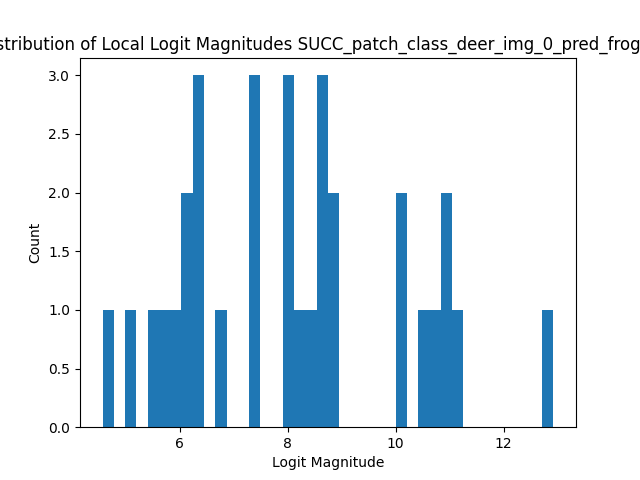 stribution of Local Logit Magnitudes SUCC_patch_class_deer_img_0_pred_frog
3.0
2.5
2.0
1.5
1.0
0.5
0.0
Count
6 8 10 12
Logit Magnitude